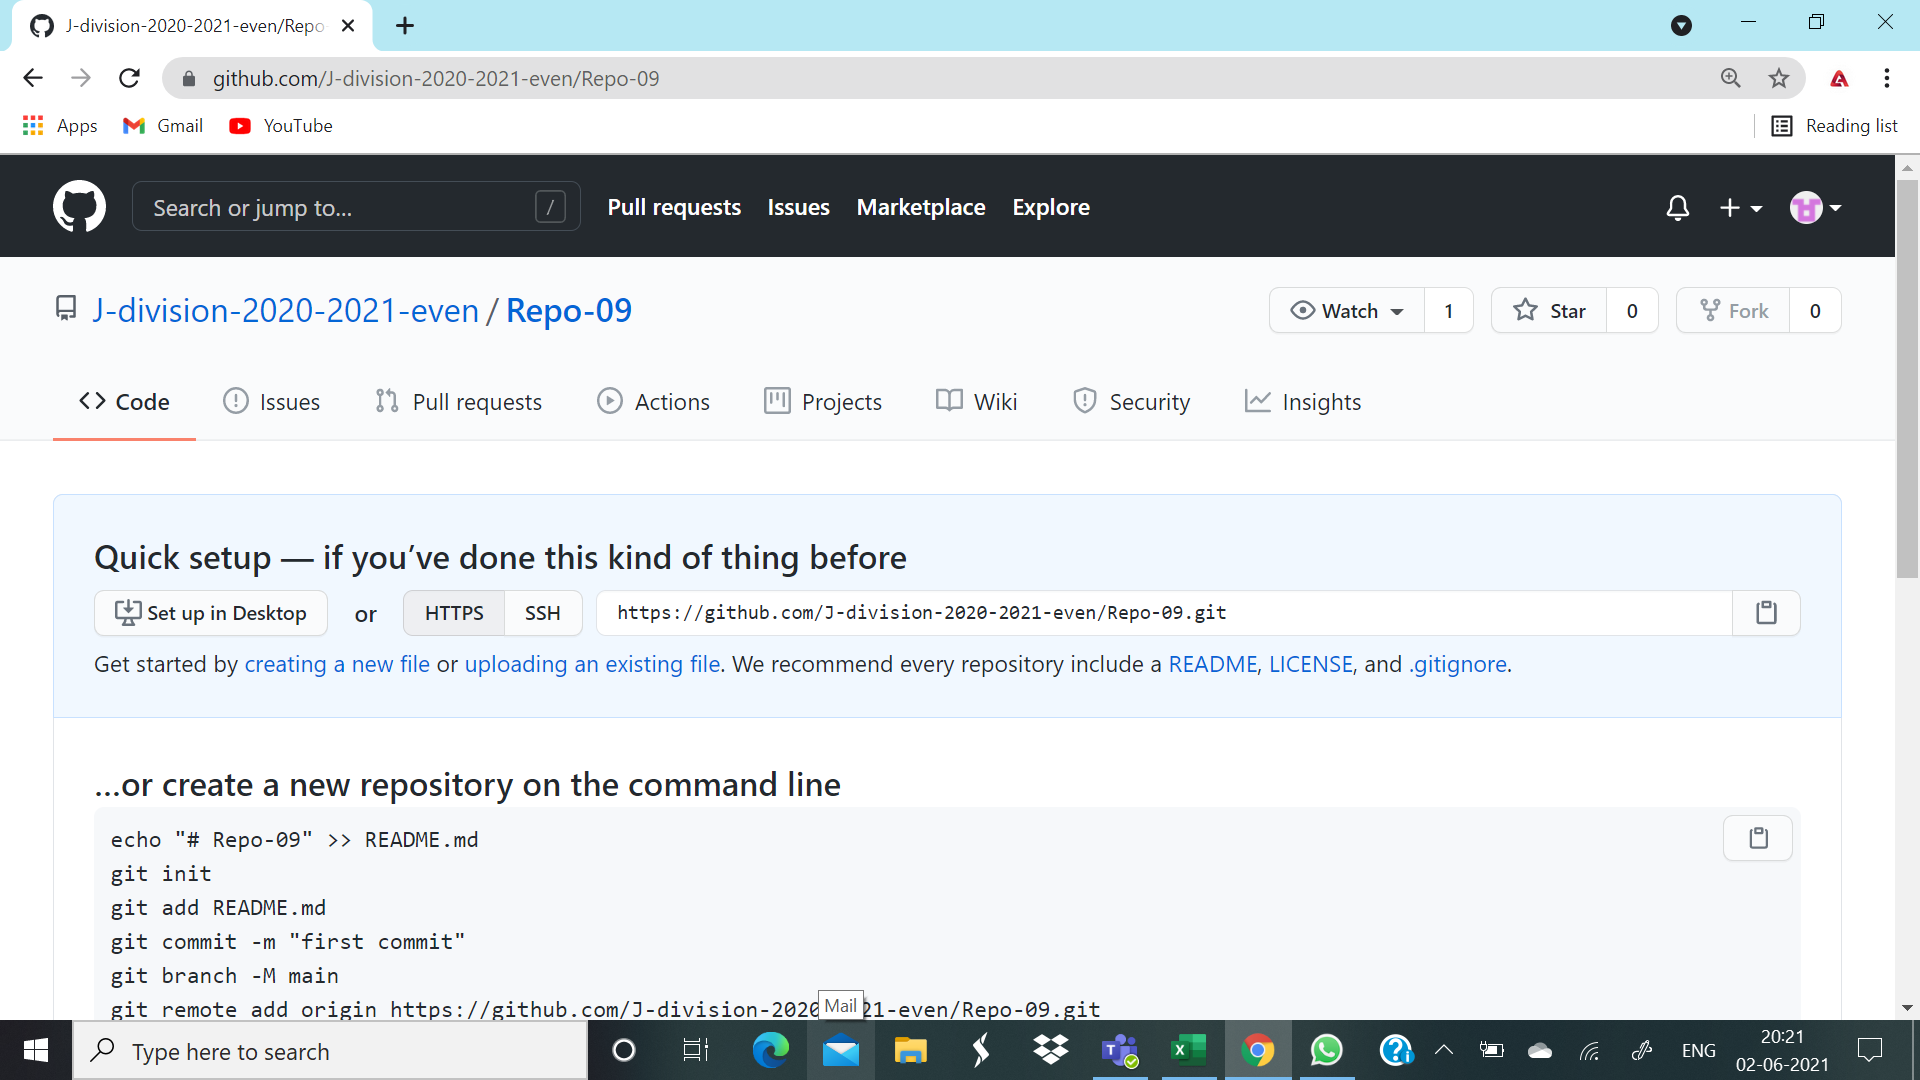 J-division-2020-2021-even/Repo
github.com/J-division-2020-2021-even/Repo-09
Apps Gmail YouTube Reading list
Search or jump to... / Pull requests Issues Marketplace Explore
J-division-2020-2021-even / Repo-09 Watch 1 Star 0 Fork 0
Code Issues Pull requests Actions Projects Wiki Security Insights
Quick setup — if you’ve done this kind of thing before
Set up in Desktop or HTTPS SSH https://github.com/J-division-2020-2021-even/Repo-09.git
Get started by creating a new file or uploading an existing file. We recommend every repository include a README, LICENSE, and .gitignore.
...or create a new repository on the command line
echo "# Repo-09" >> README.md
git init
git add README.md
git commit -m "first commit"
git branch -M main
git remote add origin https://github.com/J-division-2020 21-even/Repo-09.git
Mail
Type here to search ENG 20:21
02-06-2021